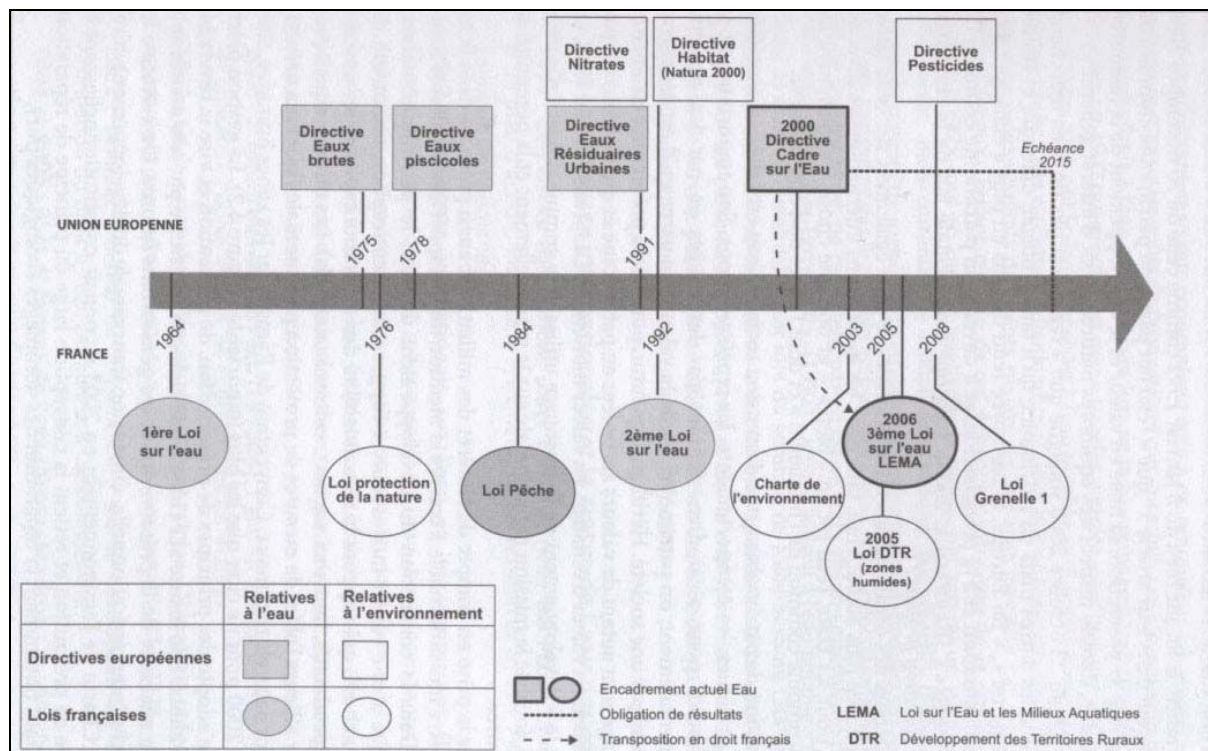 Directive
Nitrates
Directive
Habitat
(Natura 2000)
Directive
Pesticides
Directive
Eaux
brutes
Directive
Eaux
piscicoles
Directive
Eaux
Résiduaires
Urbaines
2000
Directive
Cadre
sur l'Eau
Echéance
2015
UNION EUROPENNE
1975
1978
1991
1964
1976
1984
1992
2003
2005
2008
FRANCE
1ère Loi
sur l'eau
Loi protection
de la nature
Loi Pêche
2ème Loi
sur l'eau
Charte de
l'environnement
2006
3ème Loi
sur l'eau
LEMA
Loi
Grenelle 1
2005
Loi DTR
(zones
humides)
Relatives
à l'eau
Relatives
à l'environnement
Directives européennes
Lois françaises
Encadrement actuel Eau
Obligation de résultats
Transposition en droit français
LEMA Loi sur l'Eau et les Milieux Aquatiques
DTR Développement des Territoires Ruraux